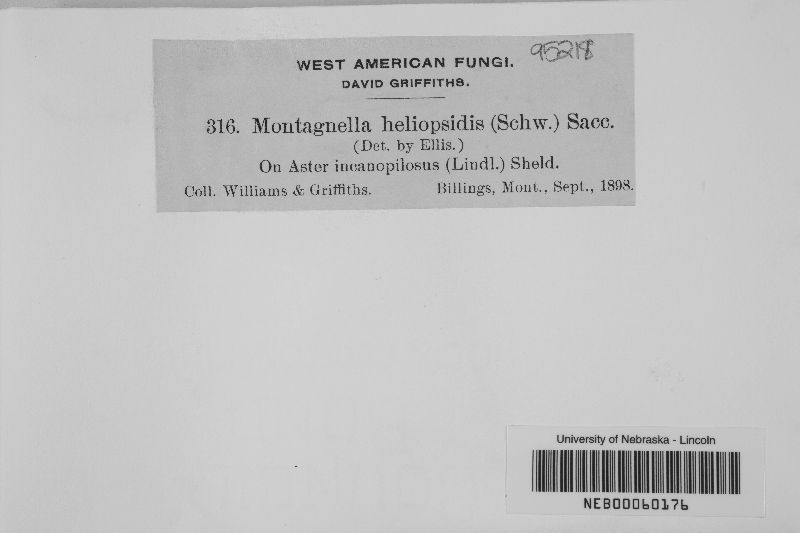 WEST AMERICAN FUNGI. 95218
DAVID GRIFFITHS.
316. Montagnella heliopsidis (Schw.) Sacc.
(Det. by Ellis.)
On Aster incanopilosus (Lindl.) Sheld.
Coll. Williams & Griffiths. Billings, Mont., Sept., 1898.
University of Nebraska - Lincoln
NEB00060176